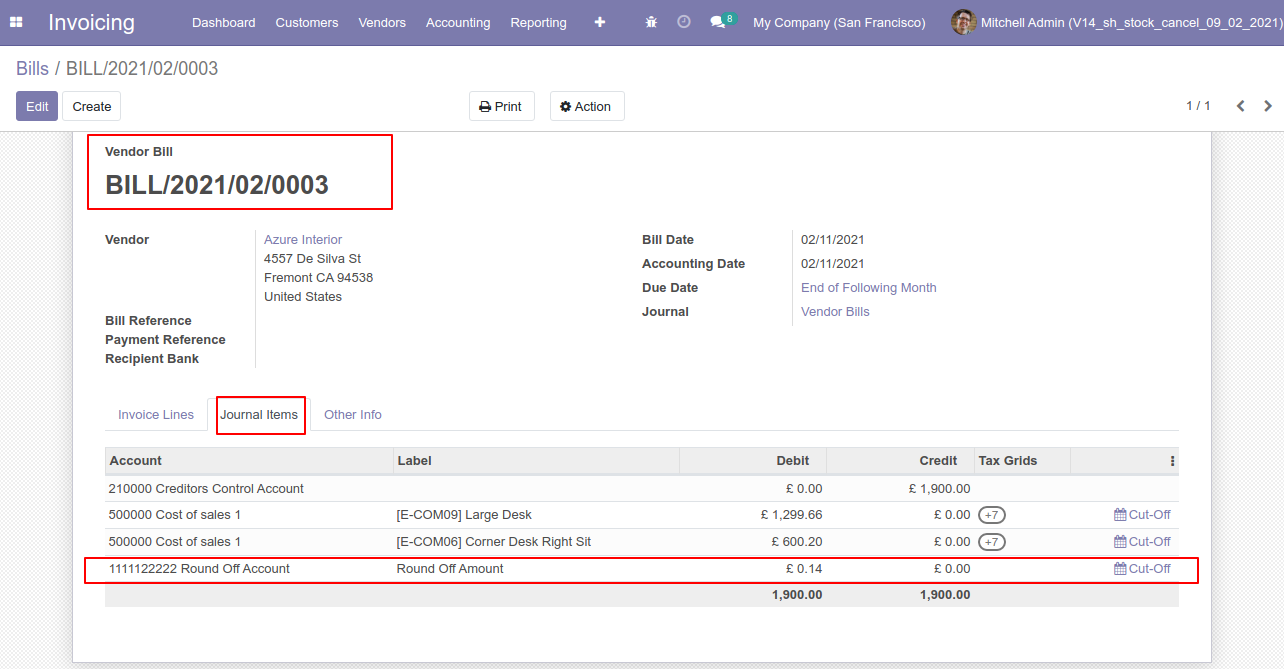 Invoicing Dashboard Customers Vendors Accounting Reporting 8 My Company (San Francisco) Mitchell Admin (V14_sh_stock_cancel_09_02_2021)
Bills / BILL/2021/02/0003
Edit Create Print Action 1 / 1
Vendor Bill
BILL/2021/02/0003
Vendor Azure Interior
4557 De Silva St
Fremont CA 94538
United States
Bill Reference
Payment Reference
Recipient Bank
Bill Date 02/11/2021
Accounting Date 02/11/2021
Due Date End of Following Month
Journal Vendor Bills
Invoice Lines Journal Items Other Info
Account Label Debit Credit Tax Grids
210000 Creditors Control Account £ 0.00 £ 1,900.00
500000 Cost of sales 1 [E-COM09] Large Desk £ 1,299.66 £ 0.00 +7 Cut-Off
500000 Cost of sales 1 [E-COM06] Corner Desk Right Sit £ 600.20 £ 0.00 +7 Cut-Off
1111122222 Round Off Account Round Off Amount £ 0.14 £ 0.00 Cut-Off
1,900.00 1,900.00